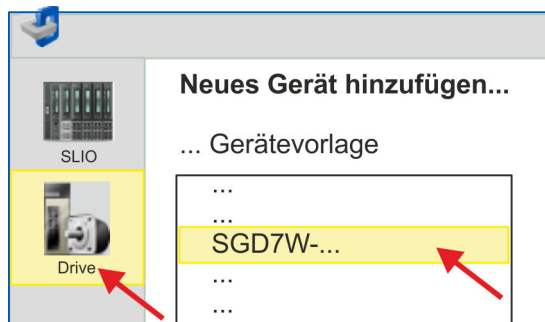 Neues Gerät hinzufügen...
SLIO
... Gerätevorlage
...
...
SGD7W-...
Drive
...
...